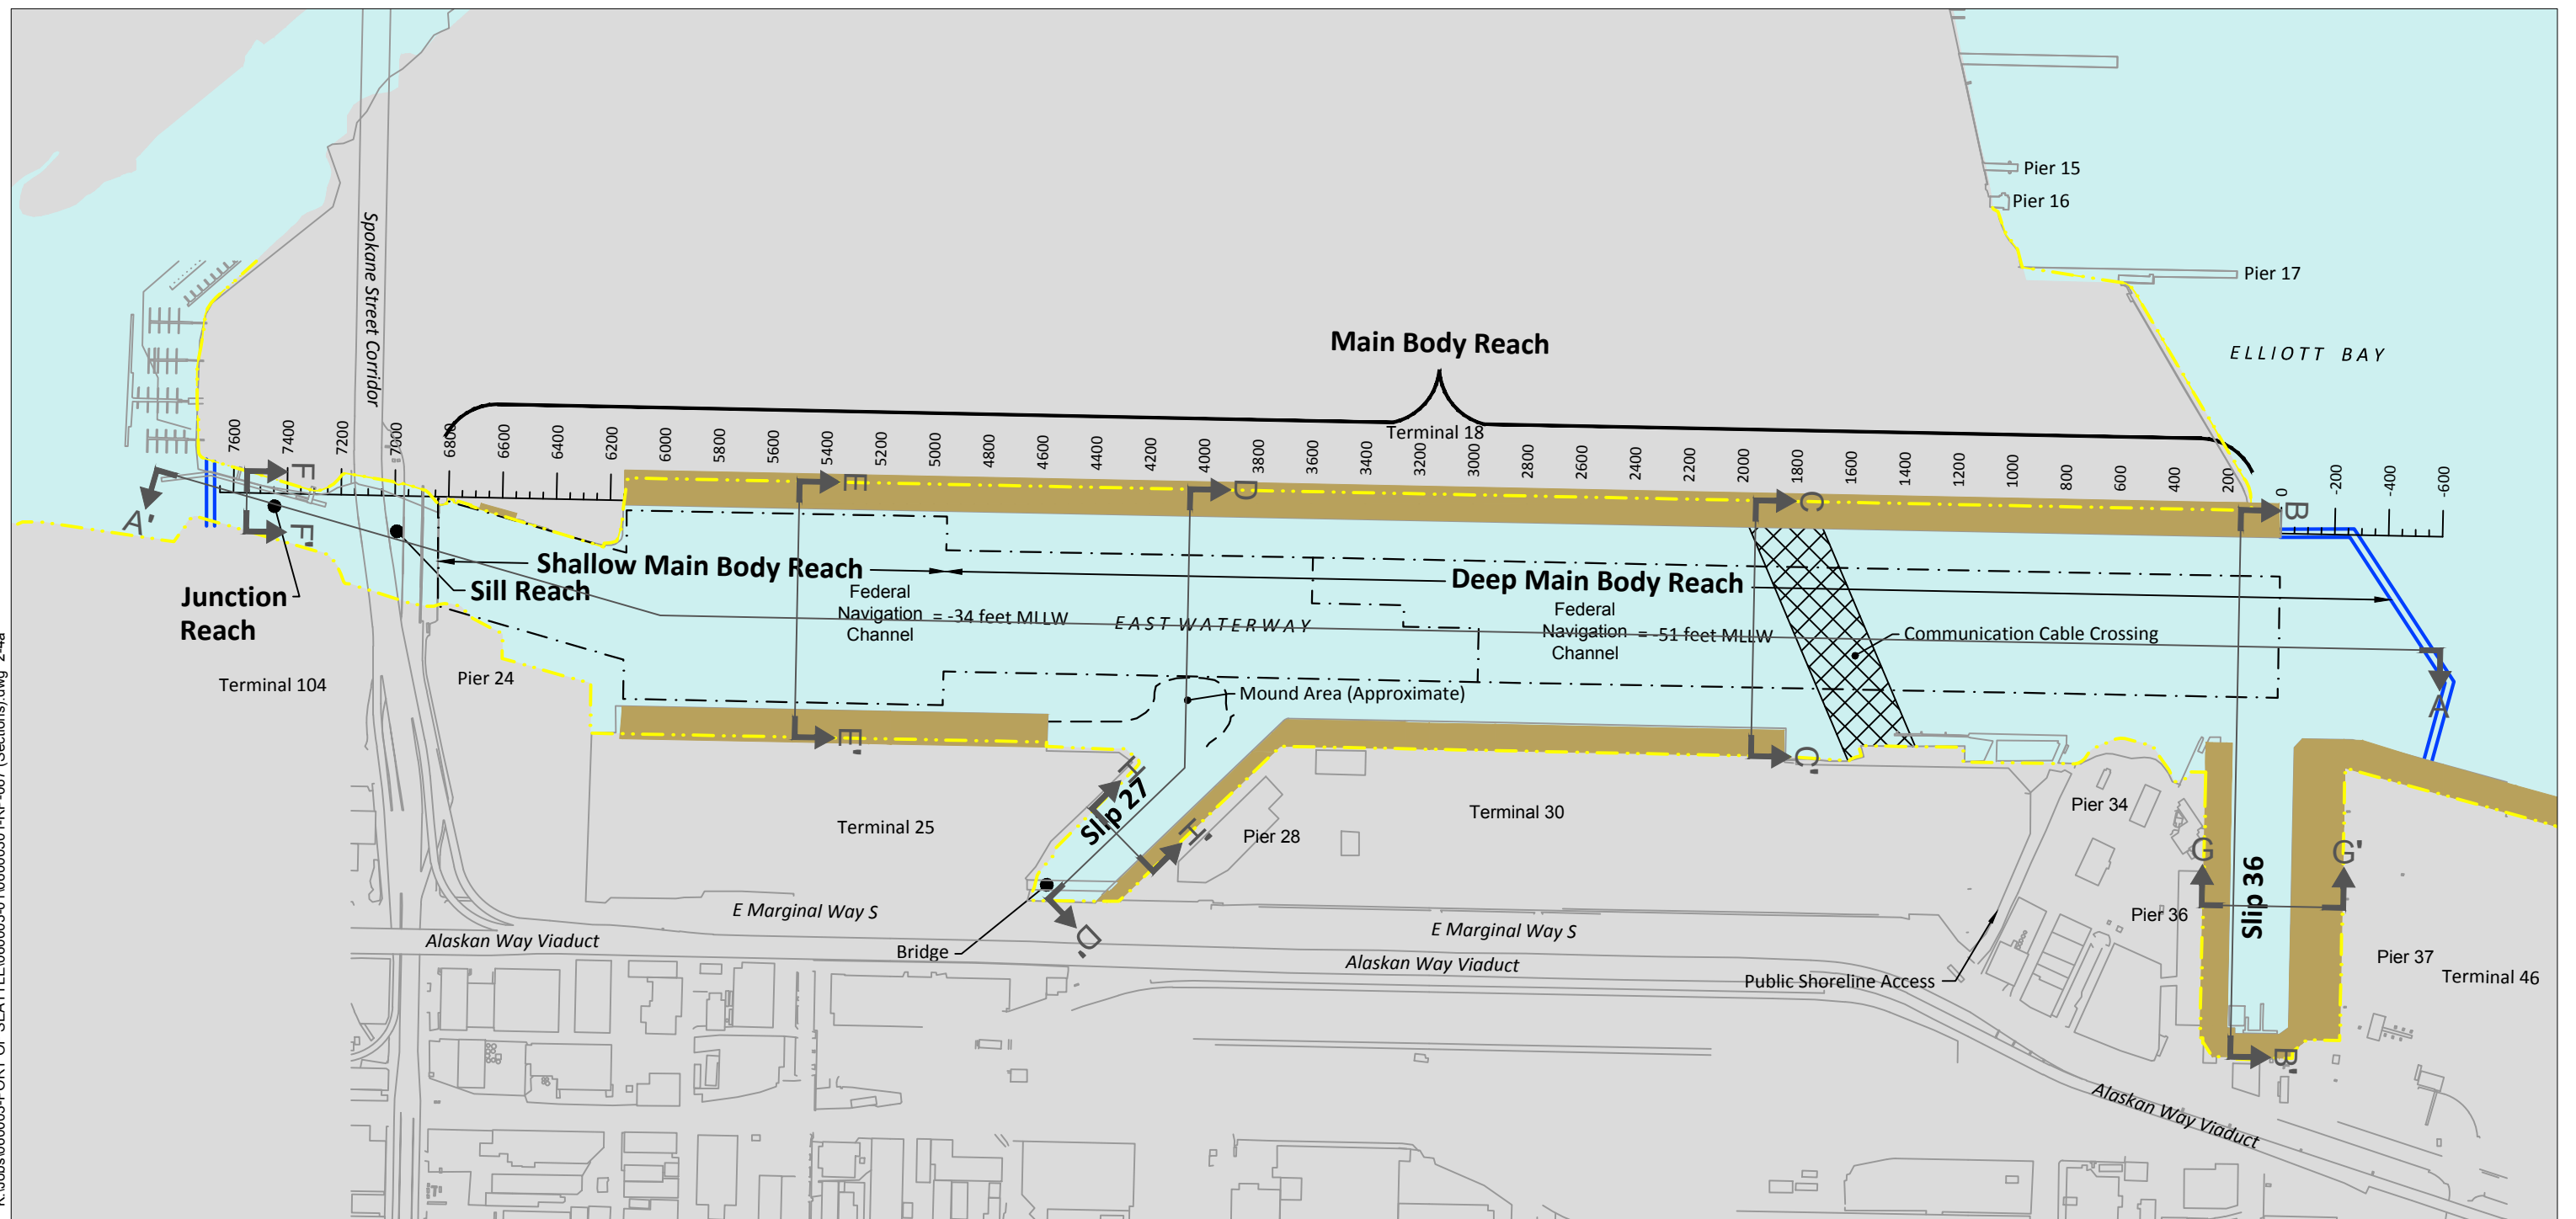 Pier 15
Pier 16
Pier 17
ELLIOTT BAY
Spokane Street Corridor
Main Body Reach
Terminal 18
7600
7400
7200
7000
6800
6600
6400
6200
6000
5800
5600
5400
5200
5000
4800
4600
4400
4200
4000
3800
3600
3400
3200
3000
2800
2600
2400
2200
2000
1800
1600
1400
1200
1000
800
600
400
200
0
-200
-400
-600
A'
F
F'
E
D
C
B
Junction
Reach
Shallow Main Body Reach
Sill Reach
Deep Main Body Reach
Federal
Navigation = -34 feet MLLW
Channel
EAST WATERWAY
Federal
Navigation = -51 feet MLLW
Channel
Communication Cable Crossing
Terminal 104
Pier 24
Mound Area (Approximate)
A
E'
C'
H
Slip 27
H'
Terminal 25
Pier 28
Terminal 30
Pier 34
G
G'
Slip 36
Pier 36
Pier 37
Terminal 46
E Marginal Way S
E Marginal Way S
Alaskan Way Viaduct
Bridge
D'
Alaskan Way Viaduct
Public Shoreline Access
B'
Alaskan Way Viaduct